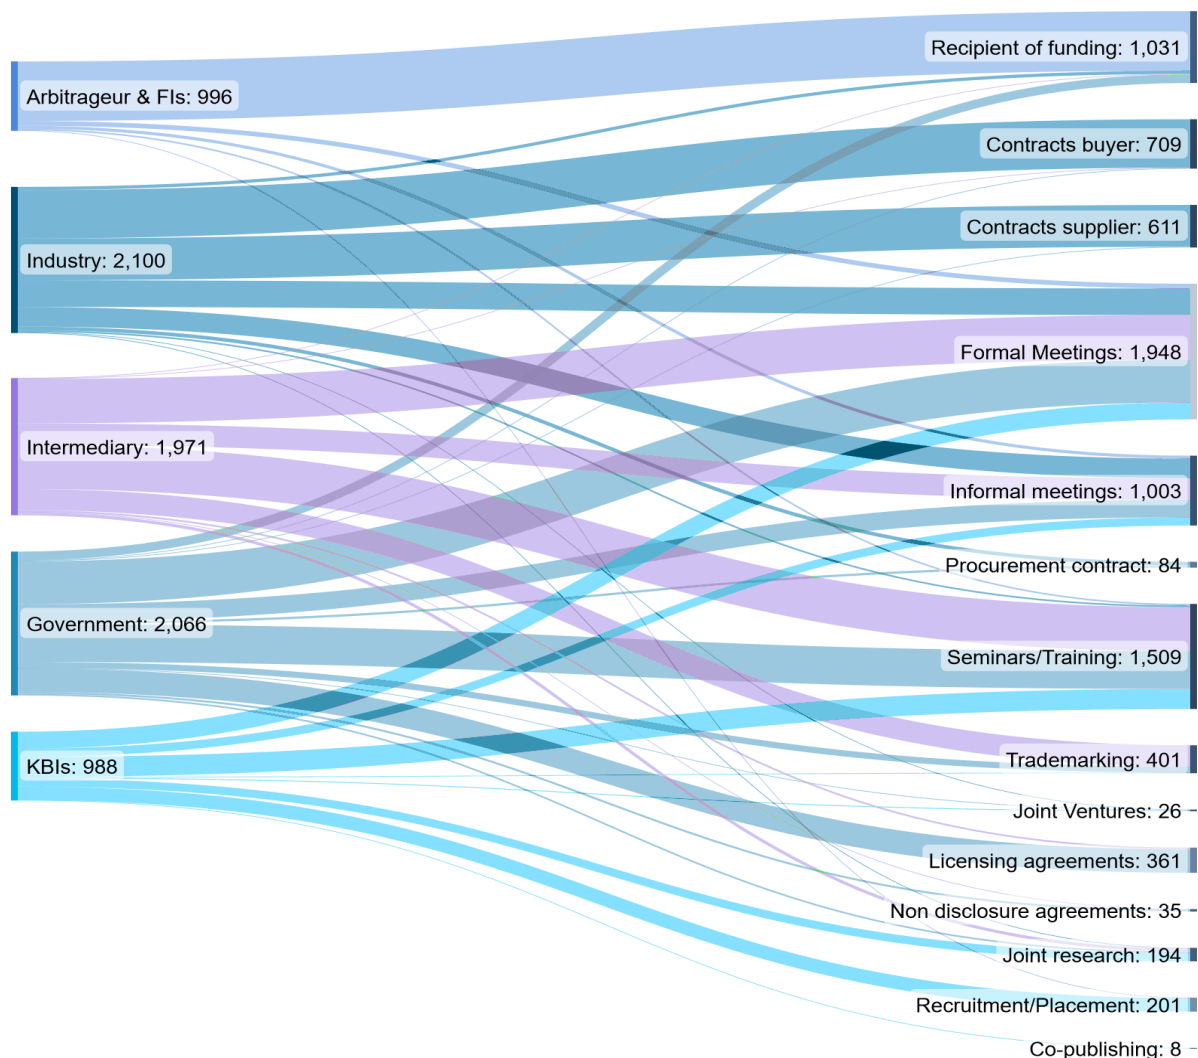 Arbitrageur & FIs: 996
Industry: 2,100
Intermediary: 1,971
Government: 2,066
KBIs: 988
Recipient of funding: 1,031
Contracts buyer: 709
Contracts supplier: 611
Formal Meetings: 1,948
Informal meetings: 1,003
Procurement contract: 84
Seminars/Training: 1,509
Trademarking: 401
Joint Ventures: 26
Licensing agreements: 361
Non disclosure agreements: 35
Joint research: 194
Recruitment/Placement: 201
Co-publishing: 8